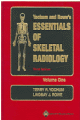 Yochum and Rowe's
ESSENTIALS
OF SKELETAL
RADIOLOGY
Volume One
TERRY R. YOCHUM
LINDSAY J. ROWE